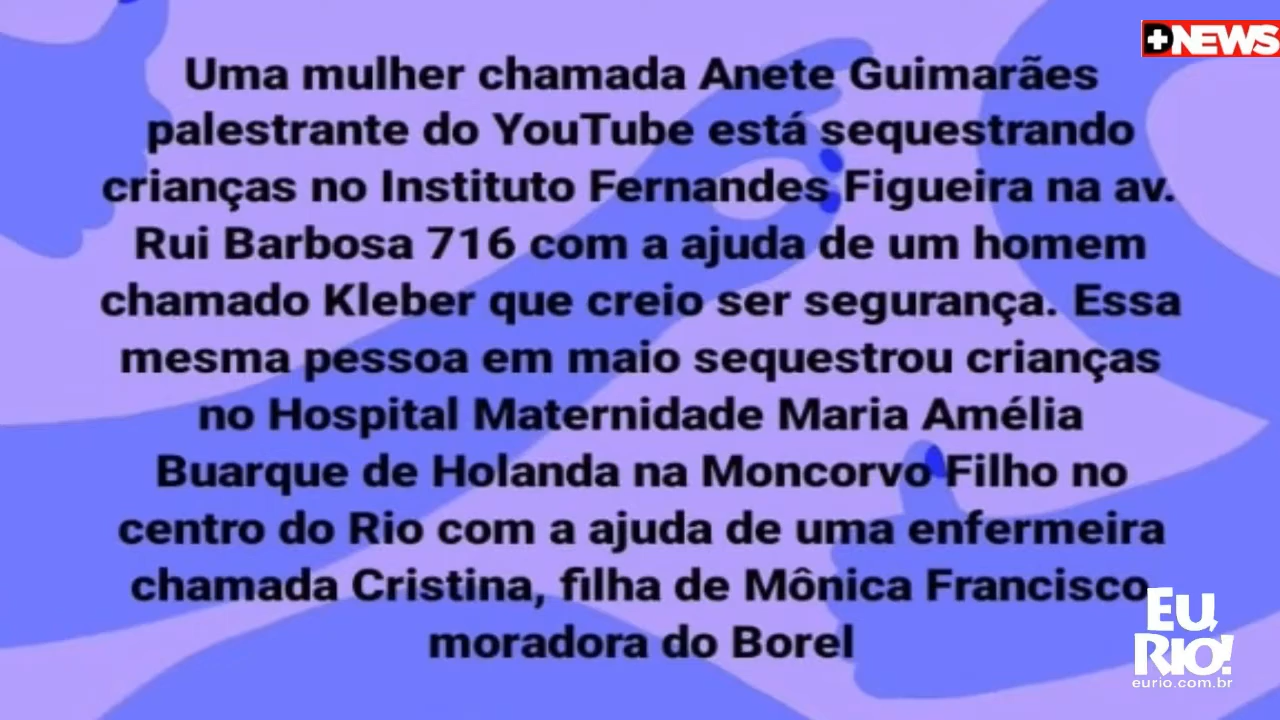 +NEWS
Uma mulher chamada Anete Guimarães
palestrante do YouTube está sequestrando
crianças no Instituto Fernandes Figueira na av.
Rui Barbosa 716 com a ajuda de um homem
chamado Kleber que creio ser segurança. Essa
mesma pessoa em maio sequestrou crianças
no Hospital Maternidade Maria Amélia
Buarque de Holanda na Moncorvo Filho no
centro do Rio com a ajuda de uma enfermeira
chamada Cristina, filha de Mônica Francisco
moradora do Borel
EU,
RIO!
eurio.com.br